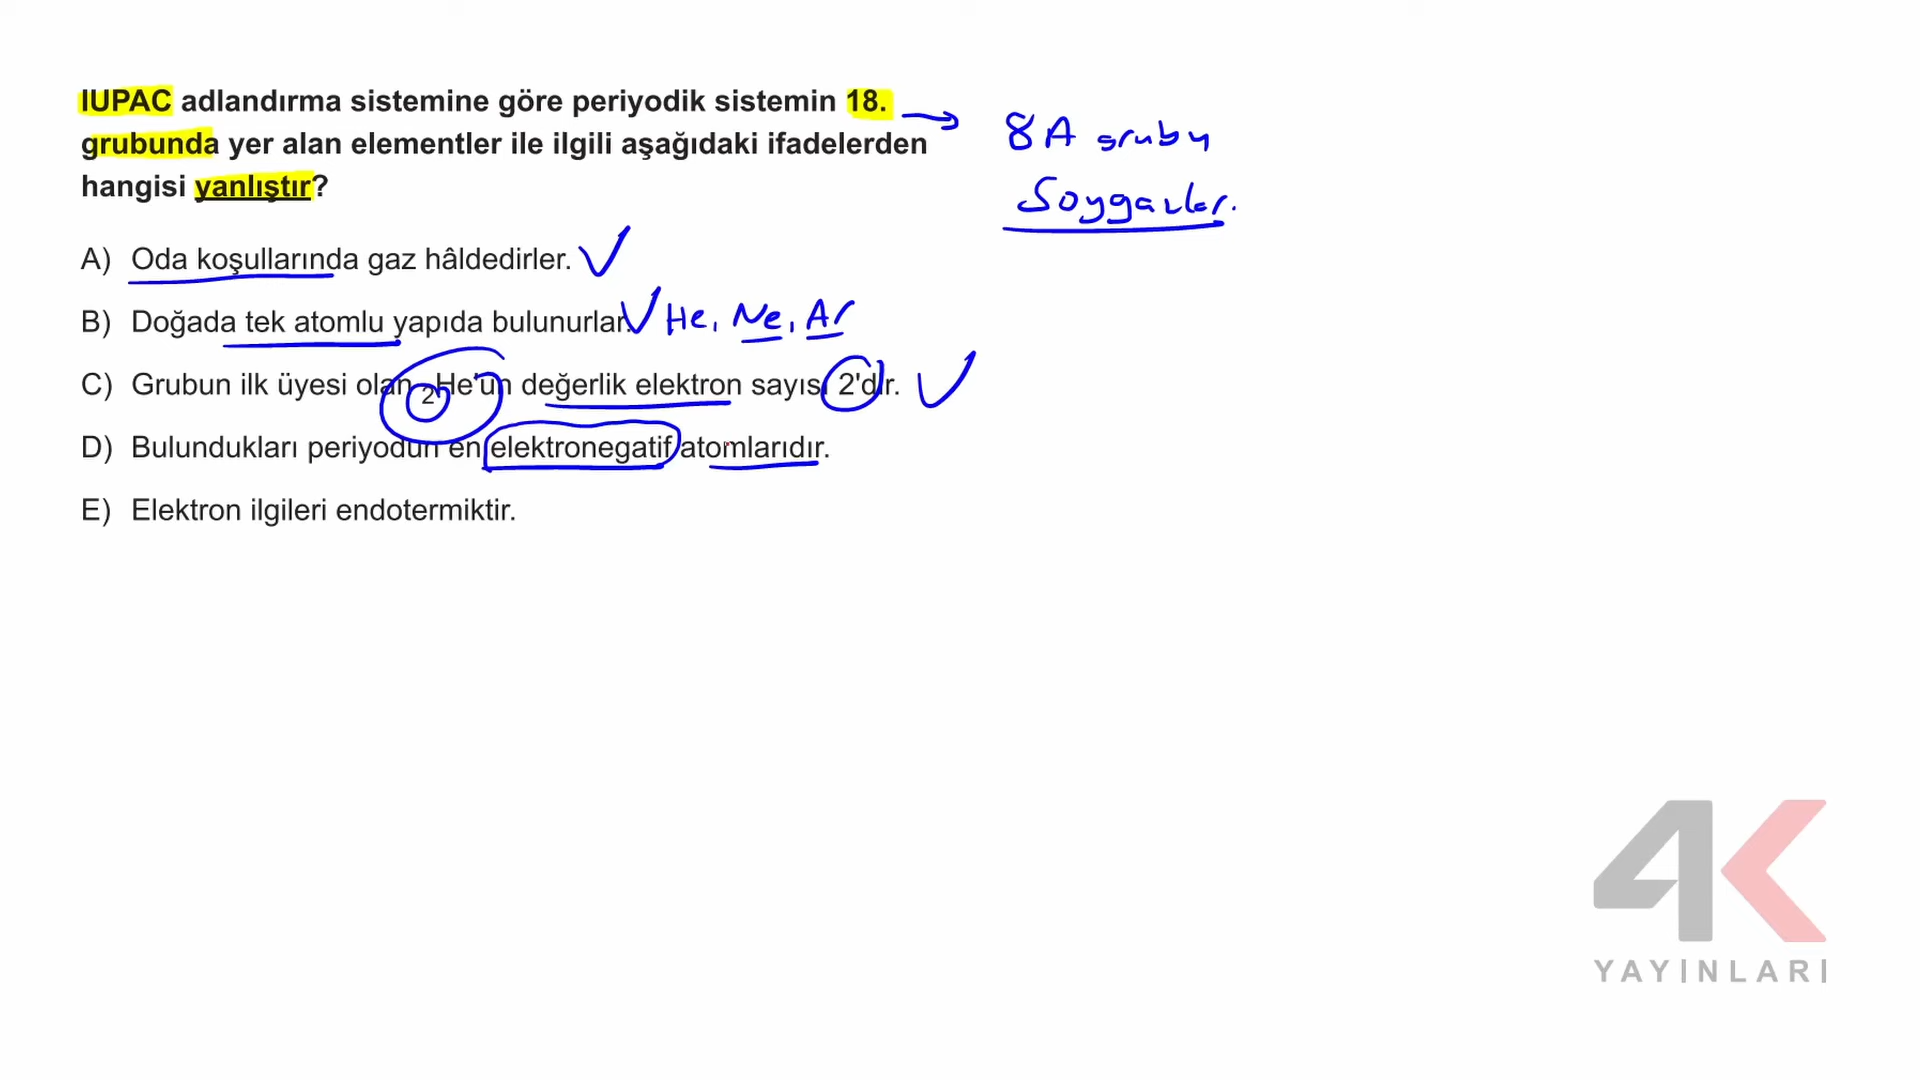 IUPAC adlandırma sistemine göre periyodik sistemin 18.
grubunda yer alan elementler ile ilgili aşağıdaki ifadelerden
hangisi yanlıştır?
8A grubu
Soygazlar.
A) Oda koşullarında gaz hâldedirler.
B) Doğada tek atomlu yapıda bulunurlar. He, Ne, Ar
C) Grubun ilk üyesi olan 2He'un değerlik elektron sayısı 2'dir.
D) Bulundukları periyodun en elektronegatif atomlarıdır.
E) Elektron ilgileri endotermiktir.
4K
YAYINLARI